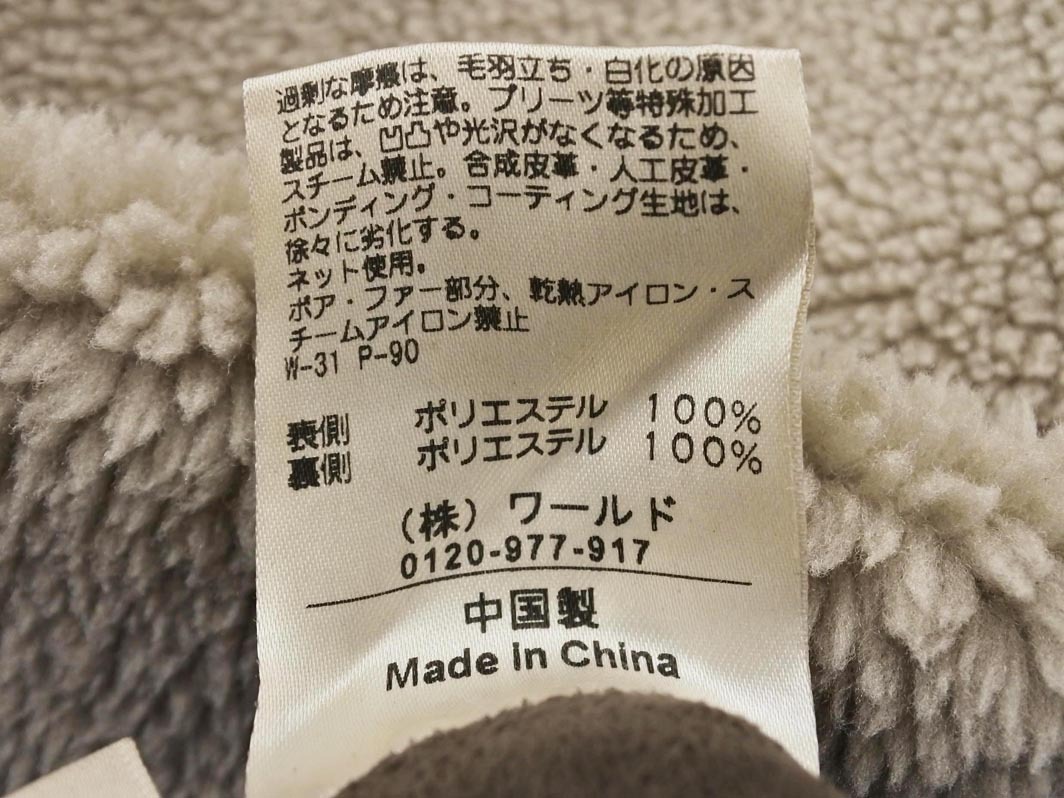 過剰な摩擦は、毛羽立ち・白化の原因
となるため注意。プリーツ等特殊加工
製品は、凹凸や光沢がなくなるため、
スチーム禁止。合成皮革・人工皮革・
ボンディング・コーティング生地は、
徐々に劣化する。
ネット使用。
ボア・ファー部分、乾熱アイロン・ス
チームアイロン禁止
W-31 P-90
表側 ポリエステル 100%
裏側 ポリエステル 100%
(株) ワールド
0120-977-917
中国製
Made in China